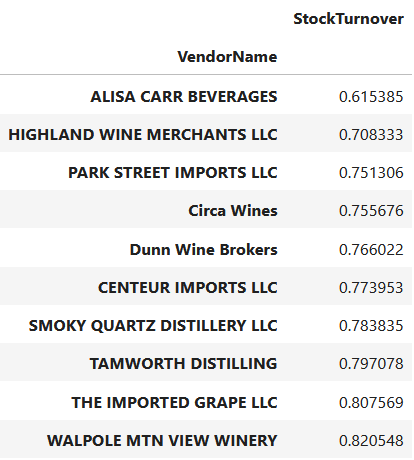 StockTurnover
VendorName
ALISA CARR BEVERAGES 0.615385
HIGHLAND WINE MERCHANTS LLC 0.708333
PARK STREET IMPORTS LLC 0.751306
Circa Wines 0.755676
Dunn Wine Brokers 0.766022
CENTEUR IMPORTS LLC 0.773953
SMOKY QUARTZ DISTILLERY LLC 0.783835
TAMWORTH DISTILLING 0.797078
THE IMPORTED GRAPE LLC 0.807569
WALPOLE MTN VIEW WINERY 0.820548